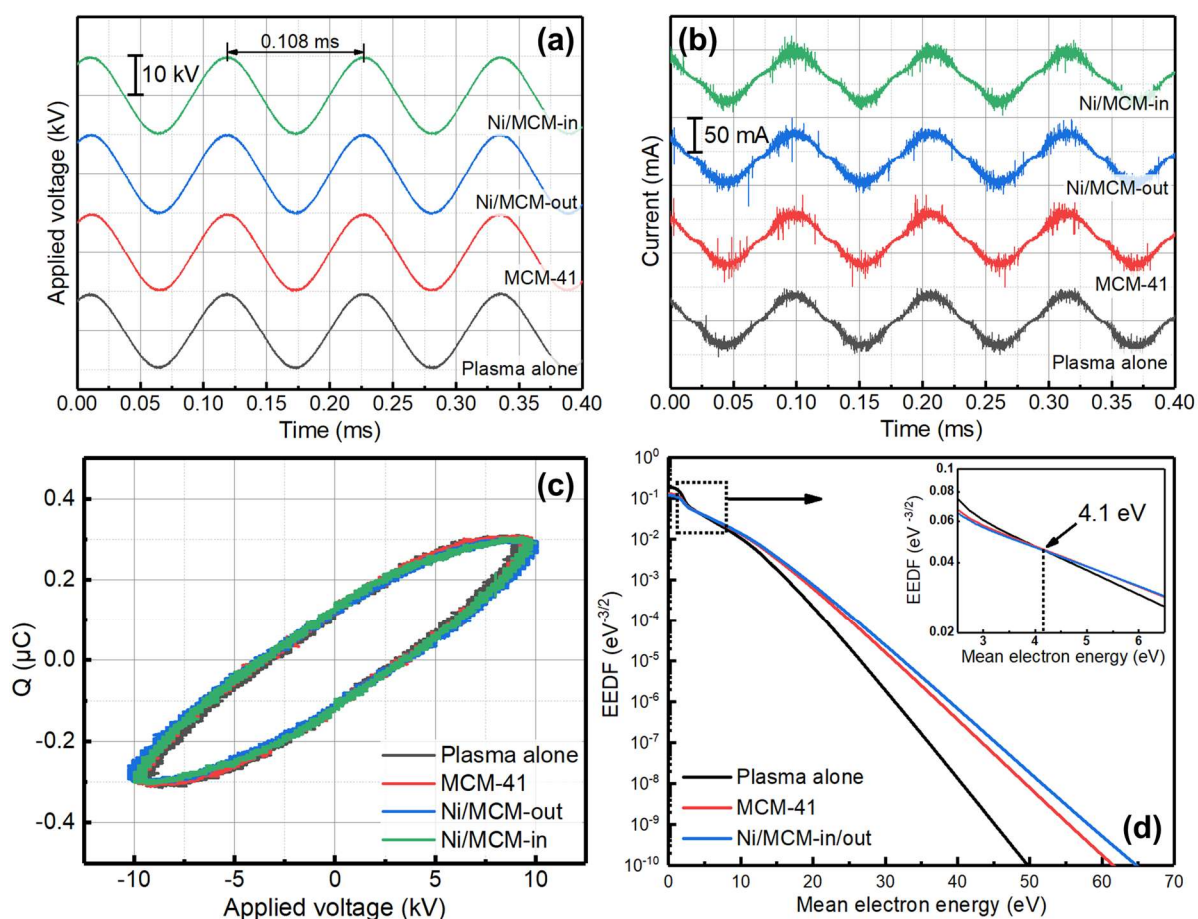 (a)
0.108 ms
10 kV
Ni/MCM-in
Ni/MCM-out
MCM-41
Plasma alone
Applied voltage (kV)
0.00 0.05 0.10 0.15 0.20 0.25 0.30 0.35 0.40
Time (ms)
(b)
Ni/MCM-in
50 mA
Ni/MCM-out
MCM-41
Plasma alone
Current (mA)
0.00 0.05 0.10 0.15 0.20 0.25 0.30 0.35 0.40
Time (ms)
(c)
0.4
0.2
0.0
-0.2
-0.4
Q (µC)
Plasma alone
MCM-41
Ni/MCM-out
Ni/MCM-in
-10 -5 0 5 10
Applied voltage (kV)
10⁰
10⁻¹
10⁻²
10⁻³
10⁻⁴
10⁻⁵
10⁻⁶
10⁻⁷
10⁻⁸
10⁻⁹
10⁻¹⁰
EEDF (eV⁻³/²)
0.10
0.08
0.06
0.04
0.02
EEDF (eV⁻³/²)
4.1 eV
3 4 5 6
Mean electron energy (eV)
Plasma alone
MCM-41
Ni/MCM-in/out
(d)
0 10 20 30 40 50 60 70
Mean electron energy (eV)